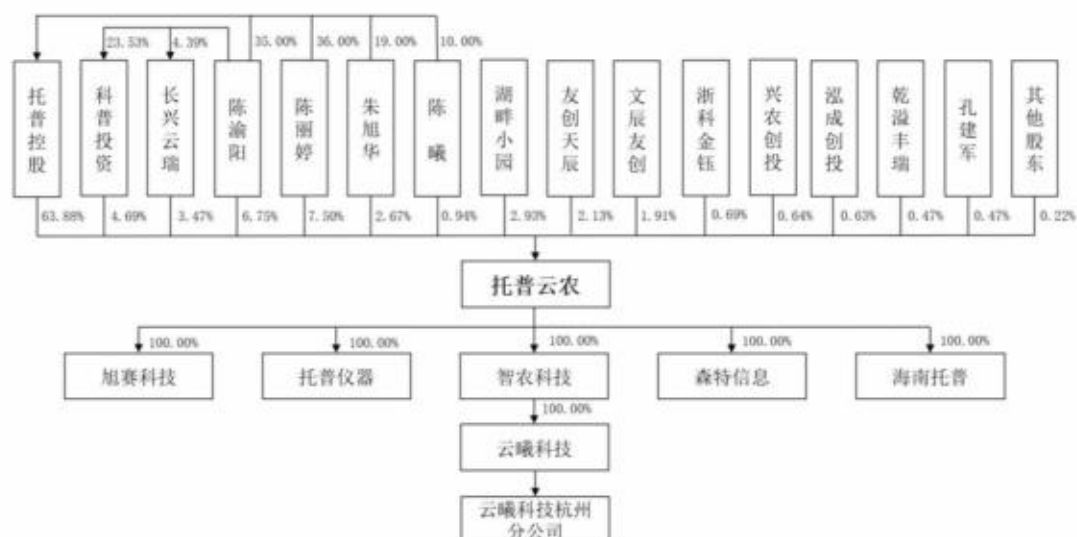 23.53% 4.39% 35.00% 36.00% 19.00% 10.00%
托普控股
科普投资
长兴云瑞
陈渝阳
陈丽婷
朱旭华
陈曦
湖畔小园
友创天辰
文辰友创
浙科金钰
兴农创投
泓成创投
乾溢丰瑞
孔建军
其他股东
63.88% 4.69% 3.47% 6.75% 7.50% 2.67% 0.94% 2.93% 2.13% 1.91% 0.69% 0.64% 0.63% 0.47% 0.47% 0.22%
托普云农
100.00% 100.00% 100.00% 100.00% 100.00%
旭赛科技 托普仪器 智农科技 森特信息 海南托普
100.00%
云曦科技
云曦科技杭州
分公司